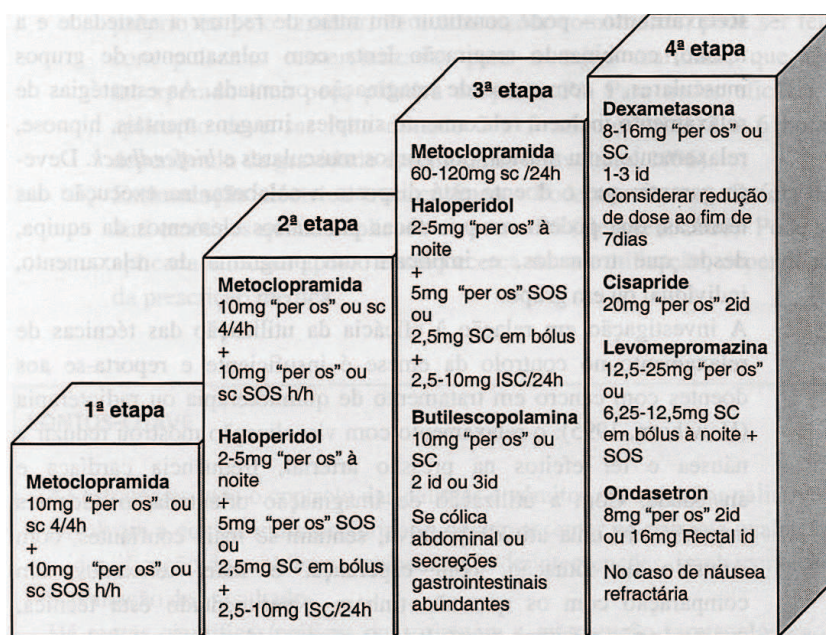 1ª etapa
Metoclopramida
10mg "per os" ou
sc 4/4h
+
10mg "per os" ou
sc SOS h/h
2ª etapa
Metoclopramida
10mg "per os" ou sc
4/4h
+
10mg "per os" ou
sc SOS h/h
Haloperidol
2-5mg "per os" à
noite
+
5mg "per os" SOS
ou
2,5mg SC em bólus
+
2,5-10mg ISC/24h
3ª etapa
Metoclopramida
60-120mg sc /24h
Haloperidol
2-5mg "per os" à
noite
+
5mg "per os" SOS
ou
2,5mg SC em bólus
+
2,5-10mg ISC/24h
Butilescopolamina
10mg "per os" ou
SC
2 id ou 3id
abdominal ou
secreções
gastrointestinais
abundantes
4ª etapa
Dexametasona
8-16mg "per os" ou
SC
1-3 id
Considerar redução
de dose ao fim de
7dias
Cisapride
20mg "per os" 2id
Levomepromazina
12,5-25mg "per os"
ou
6,25-12,5mg SC
em bólus à noite +
SOS
Ondasetron
8mg "per os" 2id
ou 16mg Rectal id
No caso de náusea
refractária